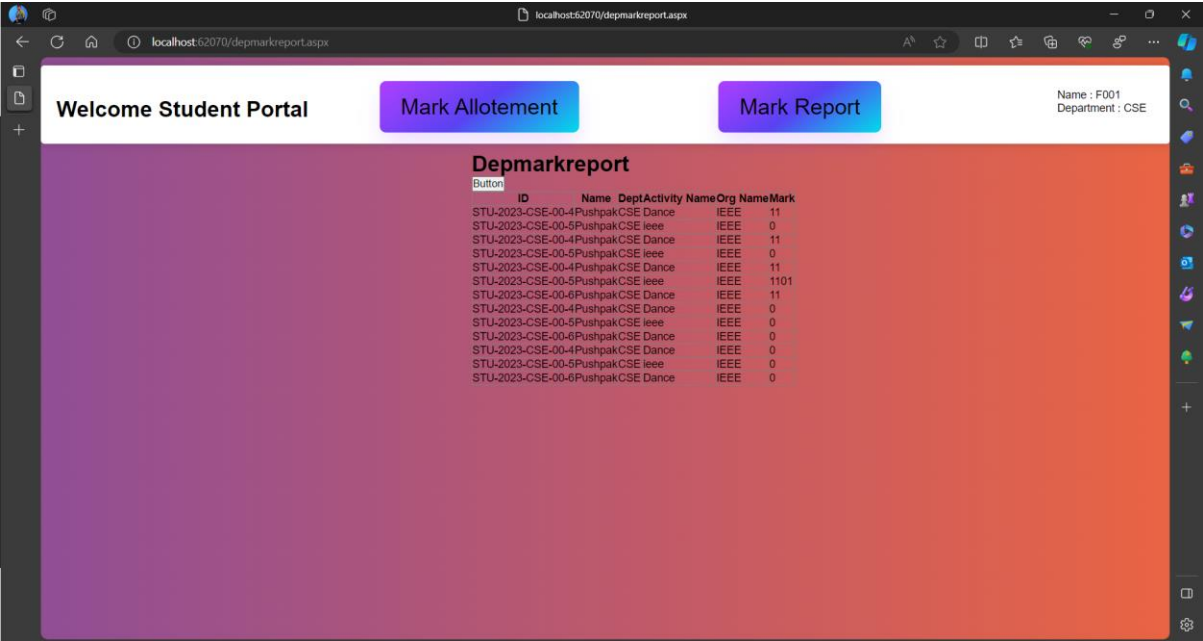 localhost:62070/depmarkreport.aspx
localhost:62070/depmarkreport.aspx
Welcome Student Portal
Mark Allotement
Mark Report
Name : F001
Department : CSE
Depmarkreport
Button
ID Name Dept Activity Name Org Name Mark
STU-2023-CSE-00-4 Pushpak CSE Dance IEEE 11
STU-2023-CSE-00-5 Pushpak CSE ieee IEEE 0
STU-2023-CSE-00-4 Pushpak CSE Dance IEEE 11
STU-2023-CSE-00-5 Pushpak CSE ieee IEEE 0
STU-2023-CSE-00-4 Pushpak CSE Dance IEEE 11
STU-2023-CSE-00-5 Pushpak CSE ieee IEEE 1101
STU-2023-CSE-00-6 Pushpak CSE Dance IEEE 11
STU-2023-CSE-00-4 Pushpak CSE Dance IEEE 0
STU-2023-CSE-00-5 Pushpak CSE ieee IEEE 0
STU-2023-CSE-00-6 Pushpak CSE Dance IEEE 0
STU-2023-CSE-00-4 Pushpak CSE Dance IEEE 0
STU-2023-CSE-00-5 Pushpak CSE ieee IEEE 0
STU-2023-CSE-00-6 Pushpak CSE Dance IEEE 0